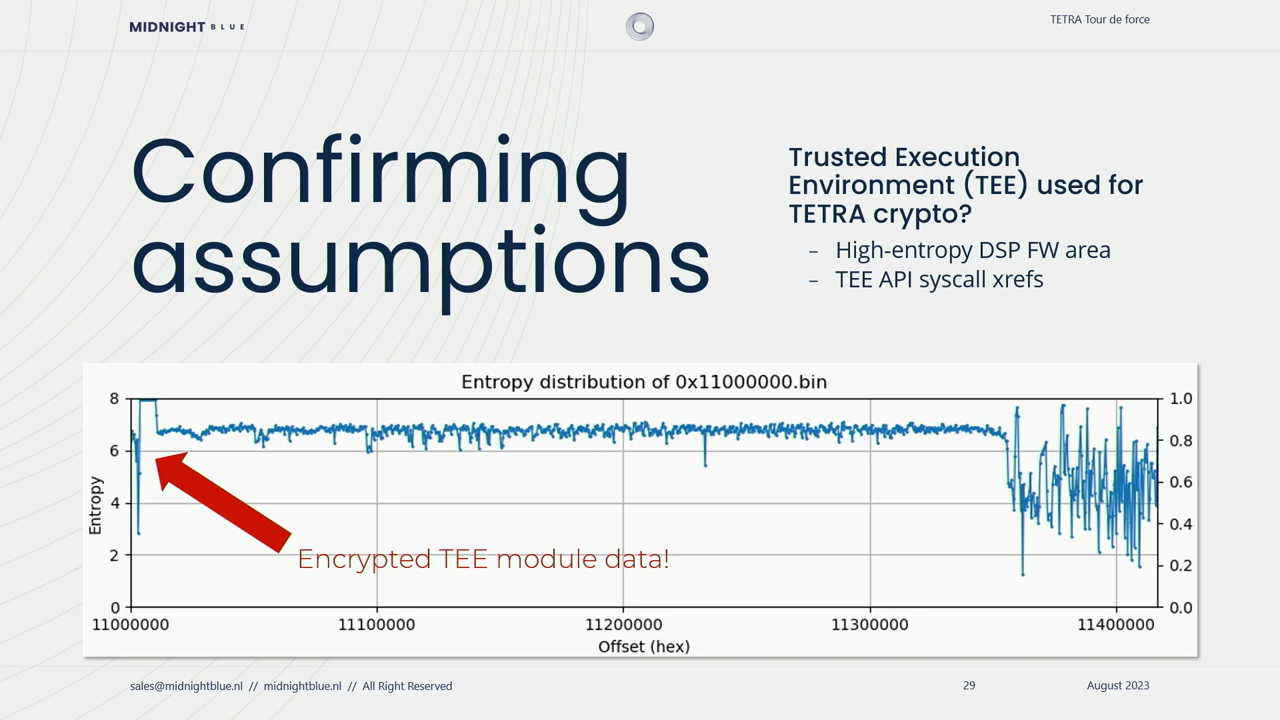 MIDNIGHT BLUE
TETRA Tour de force
Confirming
assumptions
Trusted Execution
Environment (TEE) used for
TETRA crypto?
– High-entropy DSP FW area
– TEE API syscall xrefs
Entropy distribution of 0x11000000.bin
8
6
4
2
0
Entropy
1.0
0.8
0.6
0.4
0.2
0.0
Encrypted TEE module data!
11000000 11100000 11200000 11300000 11400000
Offset (hex)
sales@midnightblue.nl // midnightblue.nl // All Right Reserved
29
August 2023